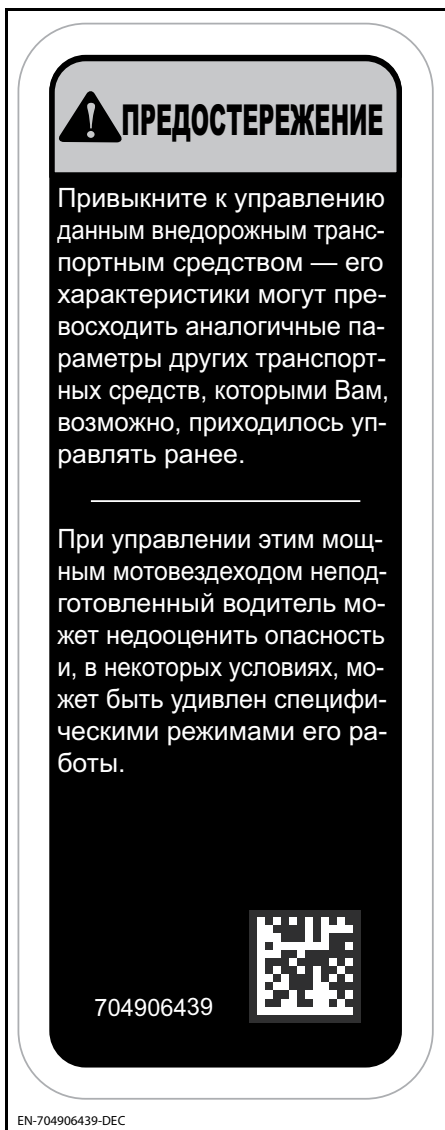 ПРЕДОСТЕРЕЖЕНИЕ
Привыкните к управлению
данным внедорожным транс-
портным средством — его
характеристики могут пре-
восходить аналогичные па-
раметры других транспорт-
ных средств, которыми Вам,
возможно, приходилось уп-
равлять ранее.
При управлении этим мощ-
ным мотовездеходом непод-
готовленный водитель мо-
жет недооценить опасность
и, в некоторых условиях, мо-
жет быть удивлен специфи-
ческими режимами его ра-
боты.
704906439
EN-704906439-DEC